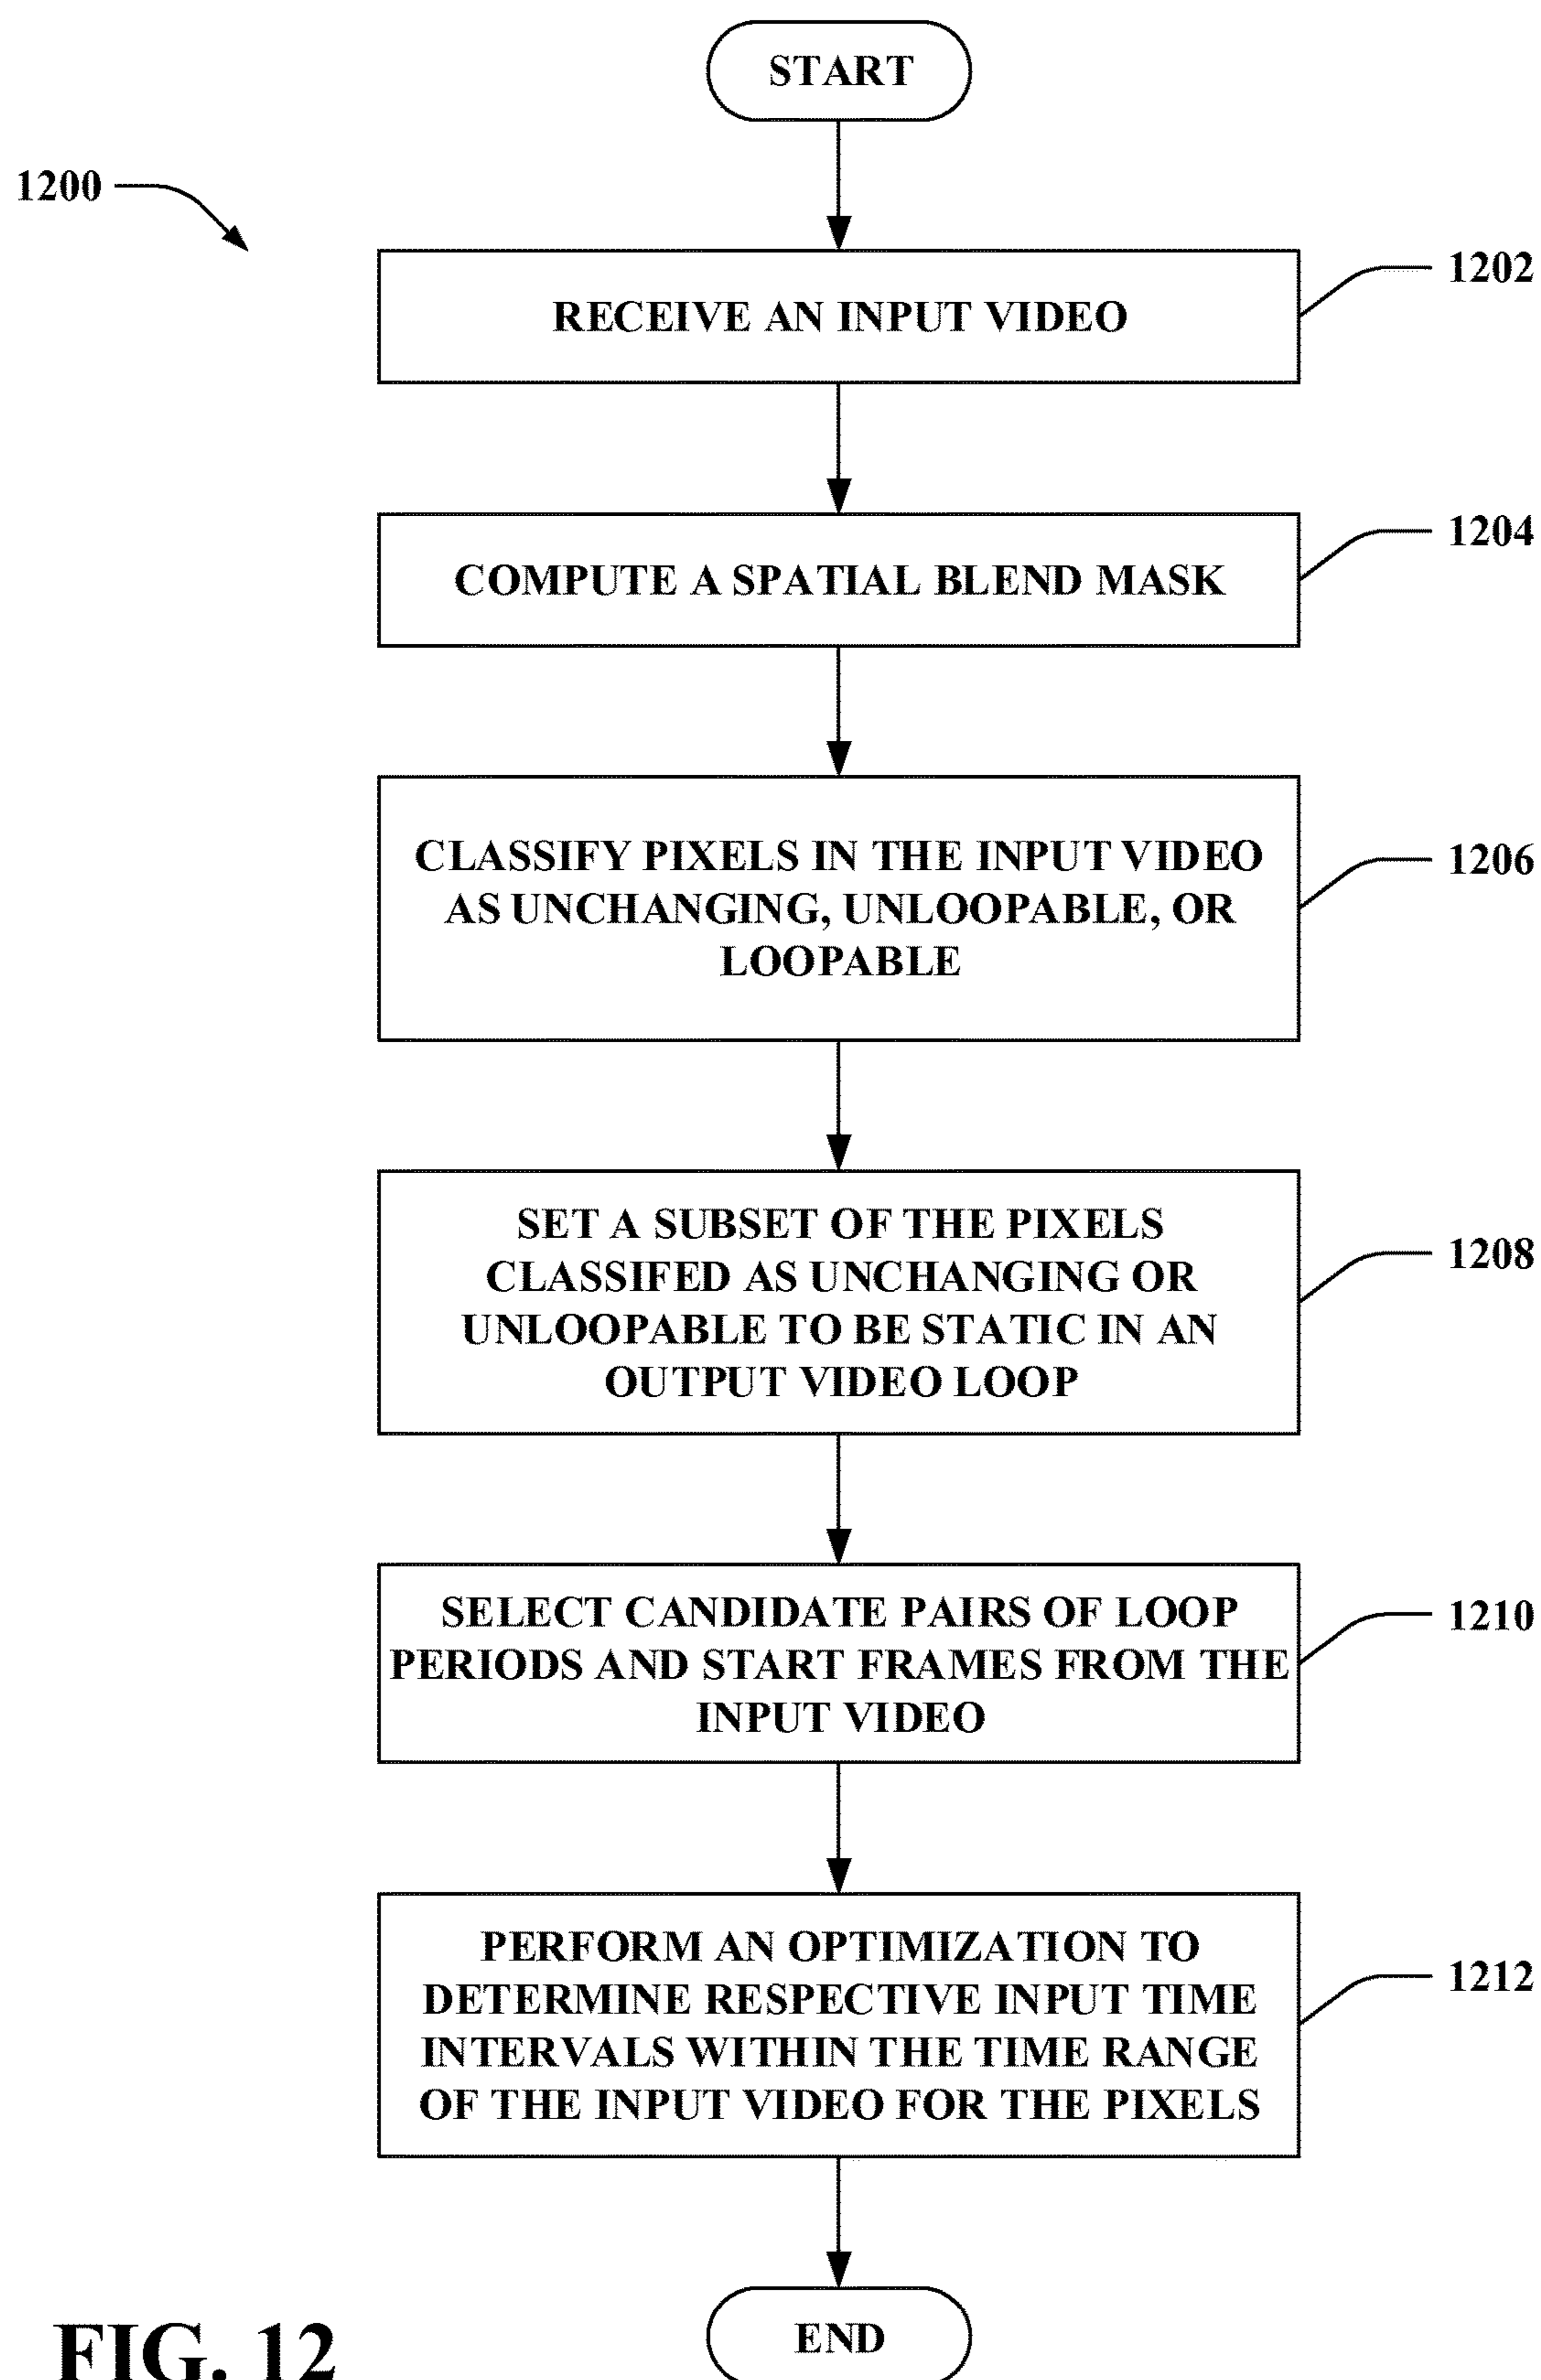 START
1200
1202
RECEIVE AN INPUT VIDEO
1204
COMPUTE A SPATIAL BLEND MASK
1206
CLASSIFY PIXELS IN THE INPUT VIDEO
AS UNCHANGING, UNLOOPABLE, OR
LOOPABLE
1208
SET A SUBSET OF THE PIXELS
CLASSIFED AS UNCHANGING OR
UNLOOPABLE TO BE STATIC IN AN
OUTPUT VIDEO LOOP
1210
SELECT CANDIDATE PAIRS OF LOOP
PERIODS AND START FRAMES FROM THE
INPUT VIDEO
1212
PERFORM AN OPTIMIZATION TO
DETERMINE RESPECTIVE INPUT TIME
INTERVALS WITHIN THE TIME RANGE
OF THE INPUT VIDEO FOR THE PIXELS
END
FIG. 12